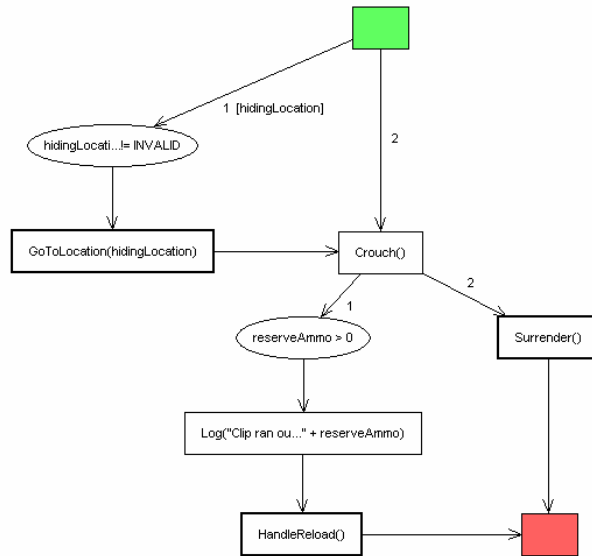 1 [hidingLocation]
2
hidingLocati...!= INVALID
GoToLocation(hidingLocation)
Crouch()
1
2
reserveAmmo > 0
Surrender()
Log("Clip ran ou..." + reserveAmmo)
HandleReload()